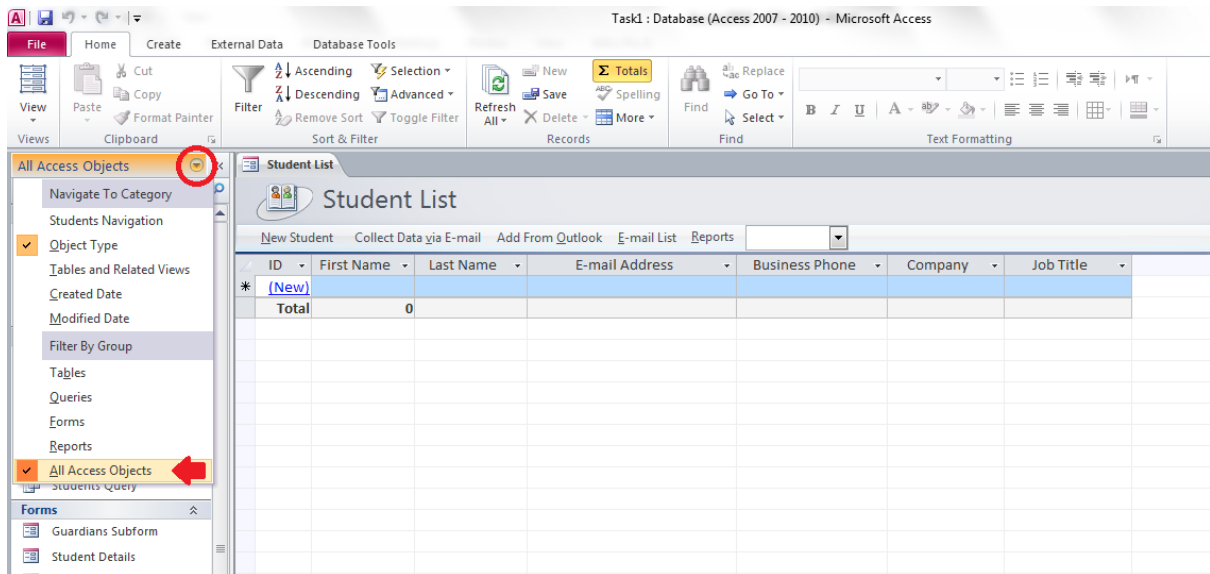 Task1 : Database (Access 2007 - 2010) - Microsoft Access
File Home Create External Data Database Tools
Cut
Copy
Format Painter
View
Paste
Views
Clipboard
Filter
Ascending
Descending
Remove Sort
Selection
Advanced
Toggle Filter
Sort & Filter
Refresh
All
New
Save
Delete
Totals
Spelling
More
Records
Find
Replace
Go To
Select
Find
B I U A
Text Formatting
All Access Objects
Navigate To Category
Students Navigation
Object Type
Tables and Related Views
Created Date
Modified Date
Filter By Group
Tables
Queries
Forms
Reports
All Access Objects
Students Query
Forms
Guardians Subform
Student Details
Student List
Student List
New Student Collect Data via E-mail Add From Outlook E-mail List Reports
ID First Name Last Name E-mail Address Business Phone Company Job Title
(New)
Total 0